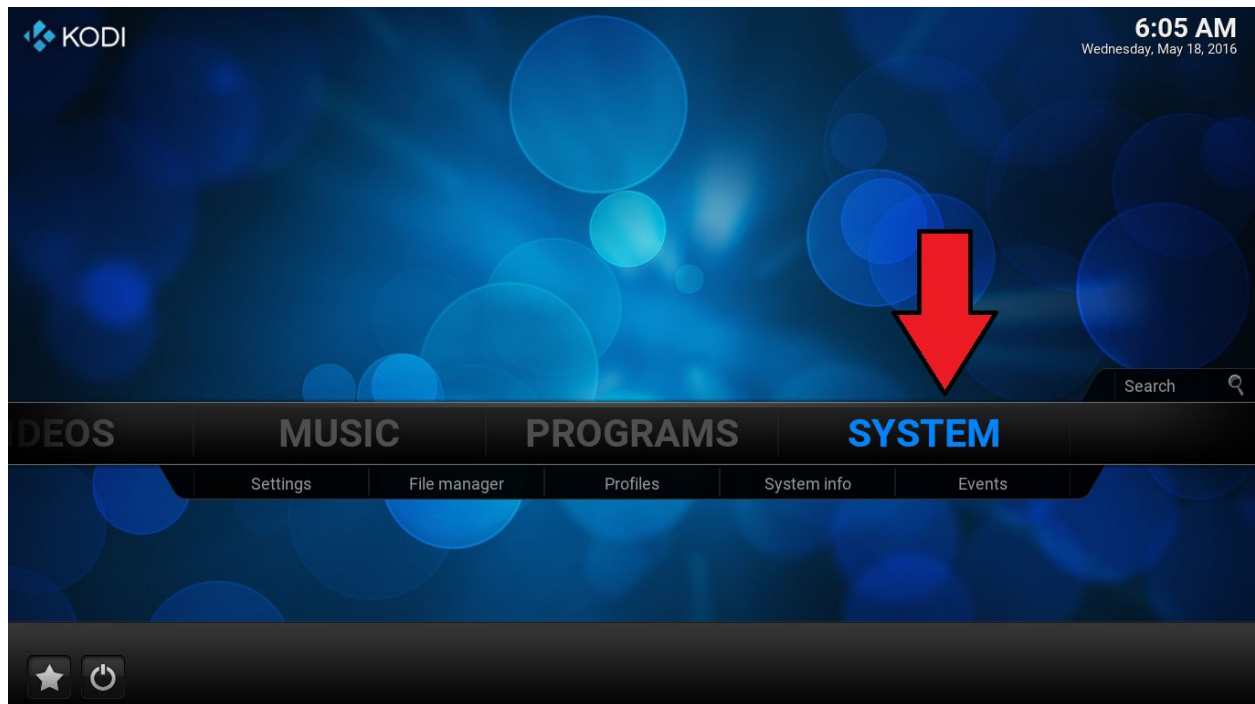 KODI
6:05 AM
Wednesday, May 18, 2016
Search
DEOS MUSIC PROGRAMS SYSTEM
Settings File manager Profiles System info Events